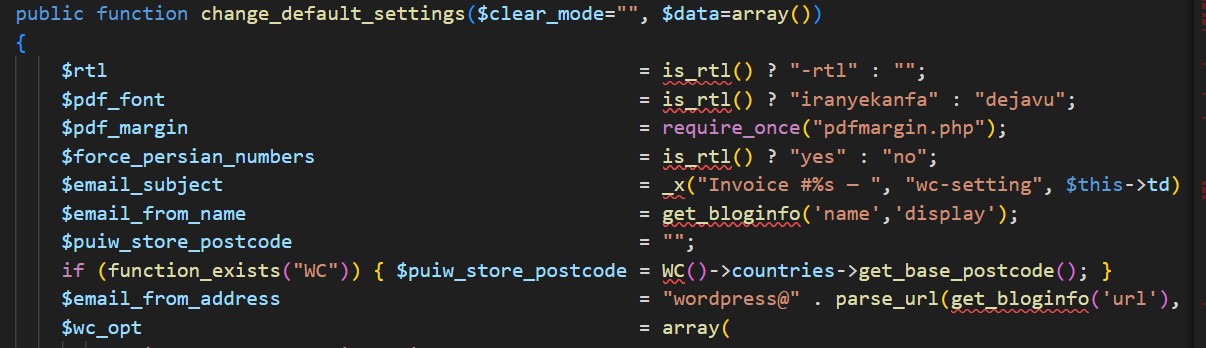 public function change_default_settings($clear_mode="", $data=array())
{
$rtl = is_rtl() ? "-rtl" : "";
$pdf_font = is_rtl() ? "iranyekanfa" : "dejavu";
$pdf_margin = require_once("pdfmargin.php");
$force_persian_numbers = is_rtl() ? "yes" : "no";
$email_subject = _x("Invoice #%s — ", "wc-setting", $this->td)
$email_from_name = get_bloginfo('name','display');
$puiw_store_postcode = "";
if (function_exists("WC")) { $puiw_store_postcode = WC()->countries->get_base_postcode(); }
$email_from_address = "wordpress@" . parse_url(get_bloginfo('url'),
$wc_opt = array(